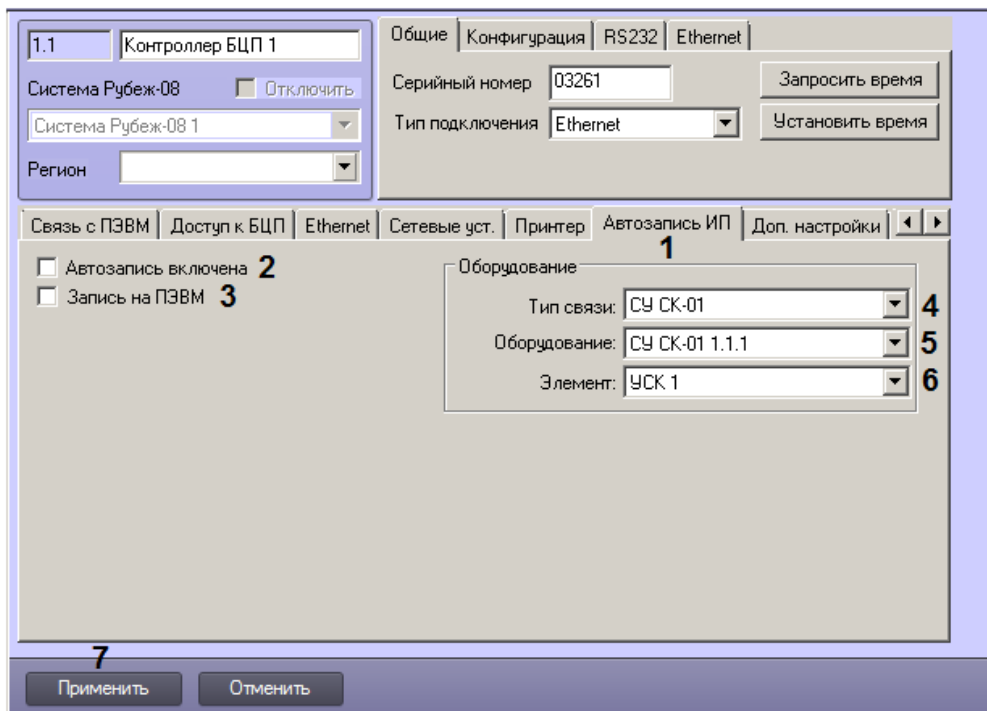 1.1 Контроллер БЦП 1
Система Рубеж-08 Отключить
Система Рубеж-08 1
Регион
Общие Конфигурация RS232 Ethernet
Серийный номер 03261 Запросить время
Тип подключения Ethernet Установить время
Связь с ПЭВМ Доступ к БЦП Ethernet Сетевые уст. Принтер Автозапись ИП Доп. настройки
1
Автозапись включена 2
Запись на ПЭВМ 3
Оборудование
Тип связи: СУ СК-01 4
Оборудование: СУ СК-01 1.1.1 5
Элемент: УСК 1 6
7
Применить Отменить